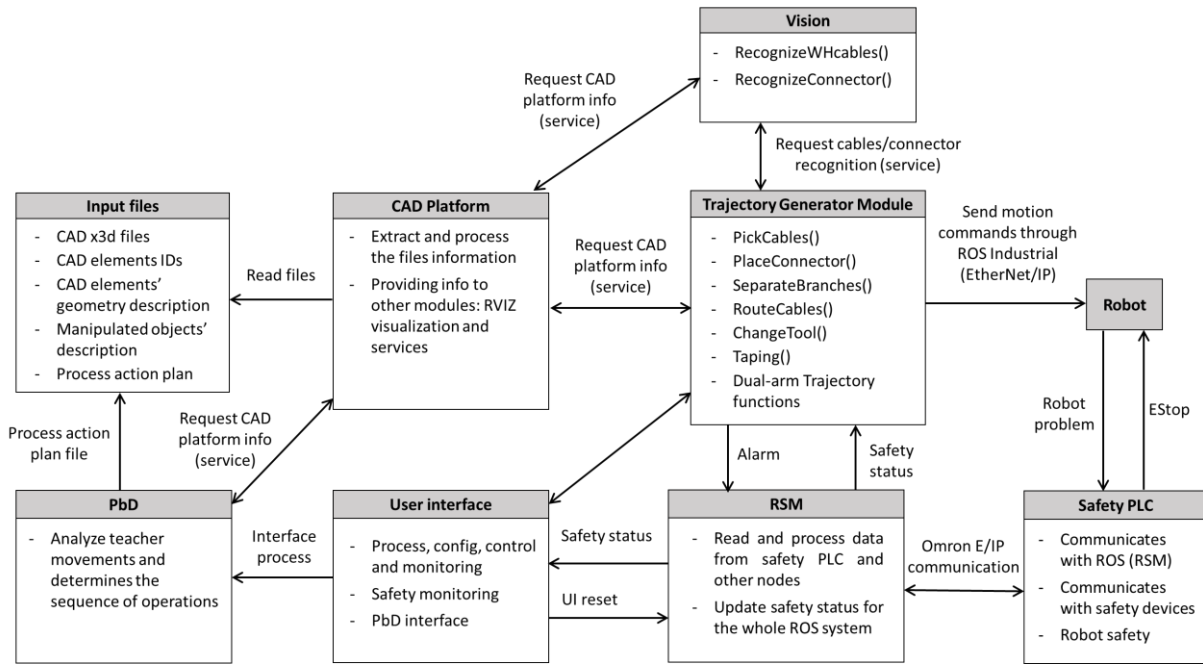 Vision
- RecognizeWHcables()
- RecognizeConnector()
Request CAD
platform info
(service)
Request cables/connector
recognition (service)
Input files
- CAD x3d files
- CAD elements IDs
- CAD elements'
geometry description
- Manipulated objects'
description
- Process action plan
Read files
CAD Platform
- Extract and process
the files information
- Providing info to
other modules: RVIZ
visualization and
services
Request CAD
platform info
(service)
Trajectory Generator Module
- PickCables()
- PlaceConnector()
- SeparateBranches()
- RouteCables()
- ChangeTool()
- Taping()
- Dual-arm Trajectory
functions
Send motion
commands through
ROS Industrial
(EtherNet/IP)
Robot
Process action
plan file
Request CAD
platform info
(service)
Alarm
Safety
status
Robot
problem
EStop
PbD
- Analyze teacher
movements and
determines the
sequence of operations
Interface
process
User interface
- Process, config, control
and monitoring
- Safety monitoring
- PbD interface
Safety status
UI reset
RSM
- Read and process data
from safety PLC and
other nodes
- Update safety status for
the whole ROS system
Omron E/IP
communication
Safety PLC
- Communicates
with ROS (RSM)
- Communicates
with safety devices
- Robot safety